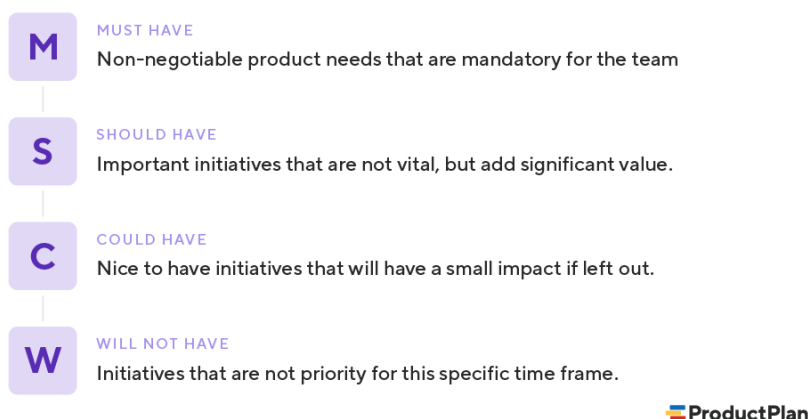 M
MUST HAVE
Non-negotiable product needs that are mandatory for the team
S
SHOULD HAVE
Important initiatives that are not vital, but add significant value.
C
COULD HAVE
Nice to have initiatives that will have a small impact if left out.
W
WILL NOT HAVE
Initiatives that are not priority for this specific time frame.
ProductPlan